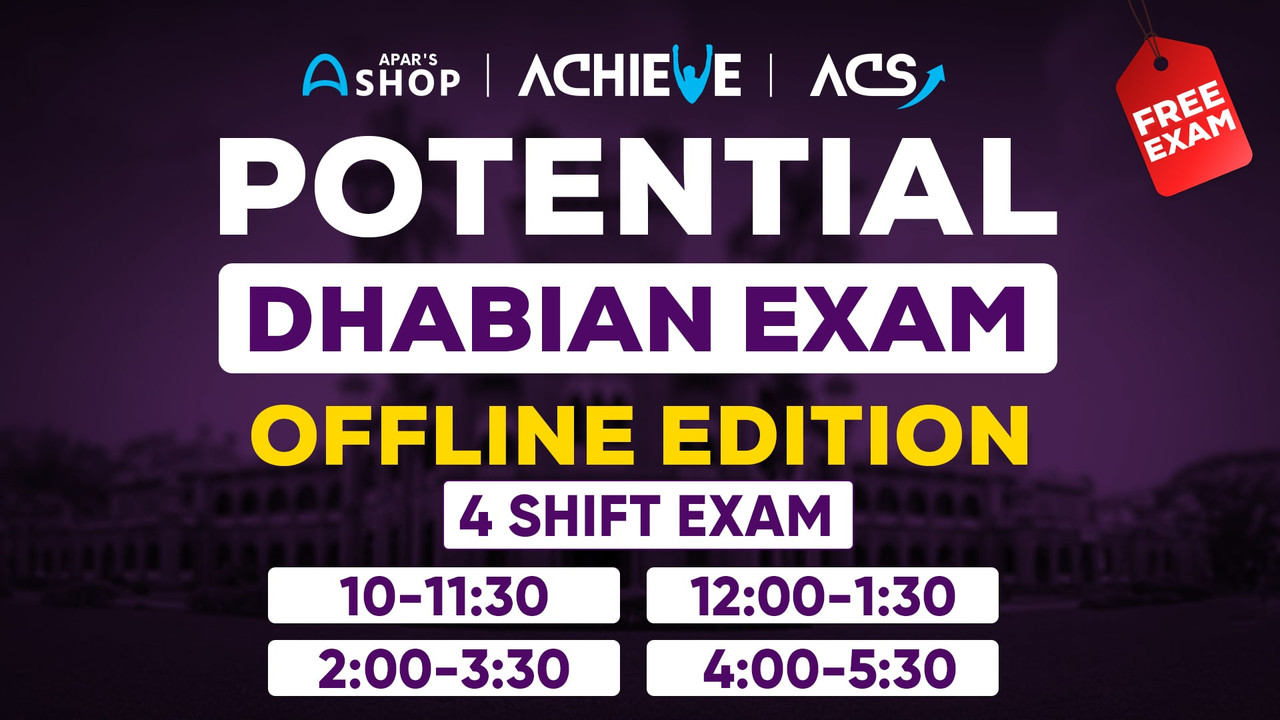 APAR'S
SHOP
ACHIEVE
ACS
FREE
EXAM
POTENTIAL
DHABIAN EXAM
OFFLINE EDITION
4 SHIFT EXAM
10-11:30
12:00-1:30
2:00-3:30
4:00-5:30